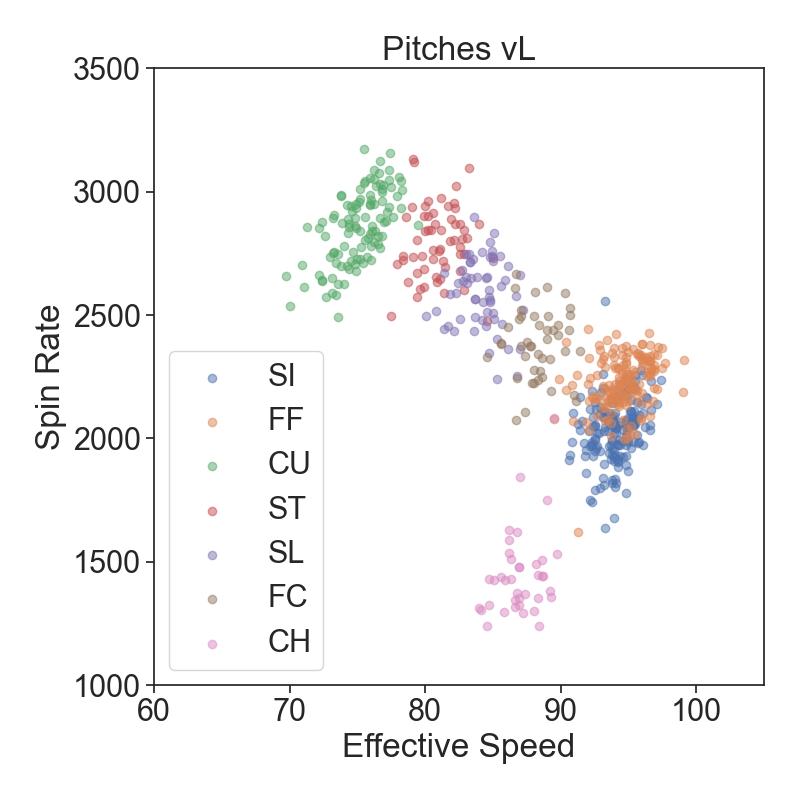 Pitches vL
3500
3000
2500
2000
1500
1000
Spin Rate
SI
FF
CU
ST
SL
FC
CH
60
70
80
90
100
Effective Speed